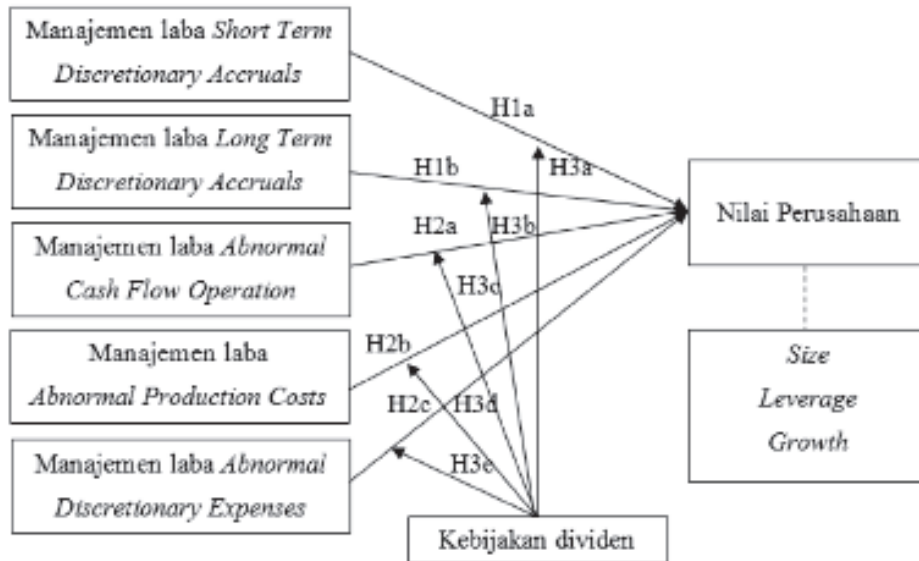 Manajemen laba Short Term
Discretionary Accruals
H1a
Manajemen laba Long Term
Discretionary Accruals
H1b
H3a
Nilai Perusahaan
Manajemen laba Abnormal
Cash Flow Operation
H2a
H3b
H3c
Manajemen laba
Abnormal Production Costs
H2b
Size
Leverage
Growth
H2c
H3d
Manajemen laba Abnormal
Discretionary Expenses
H3e
Kebijakan dividen